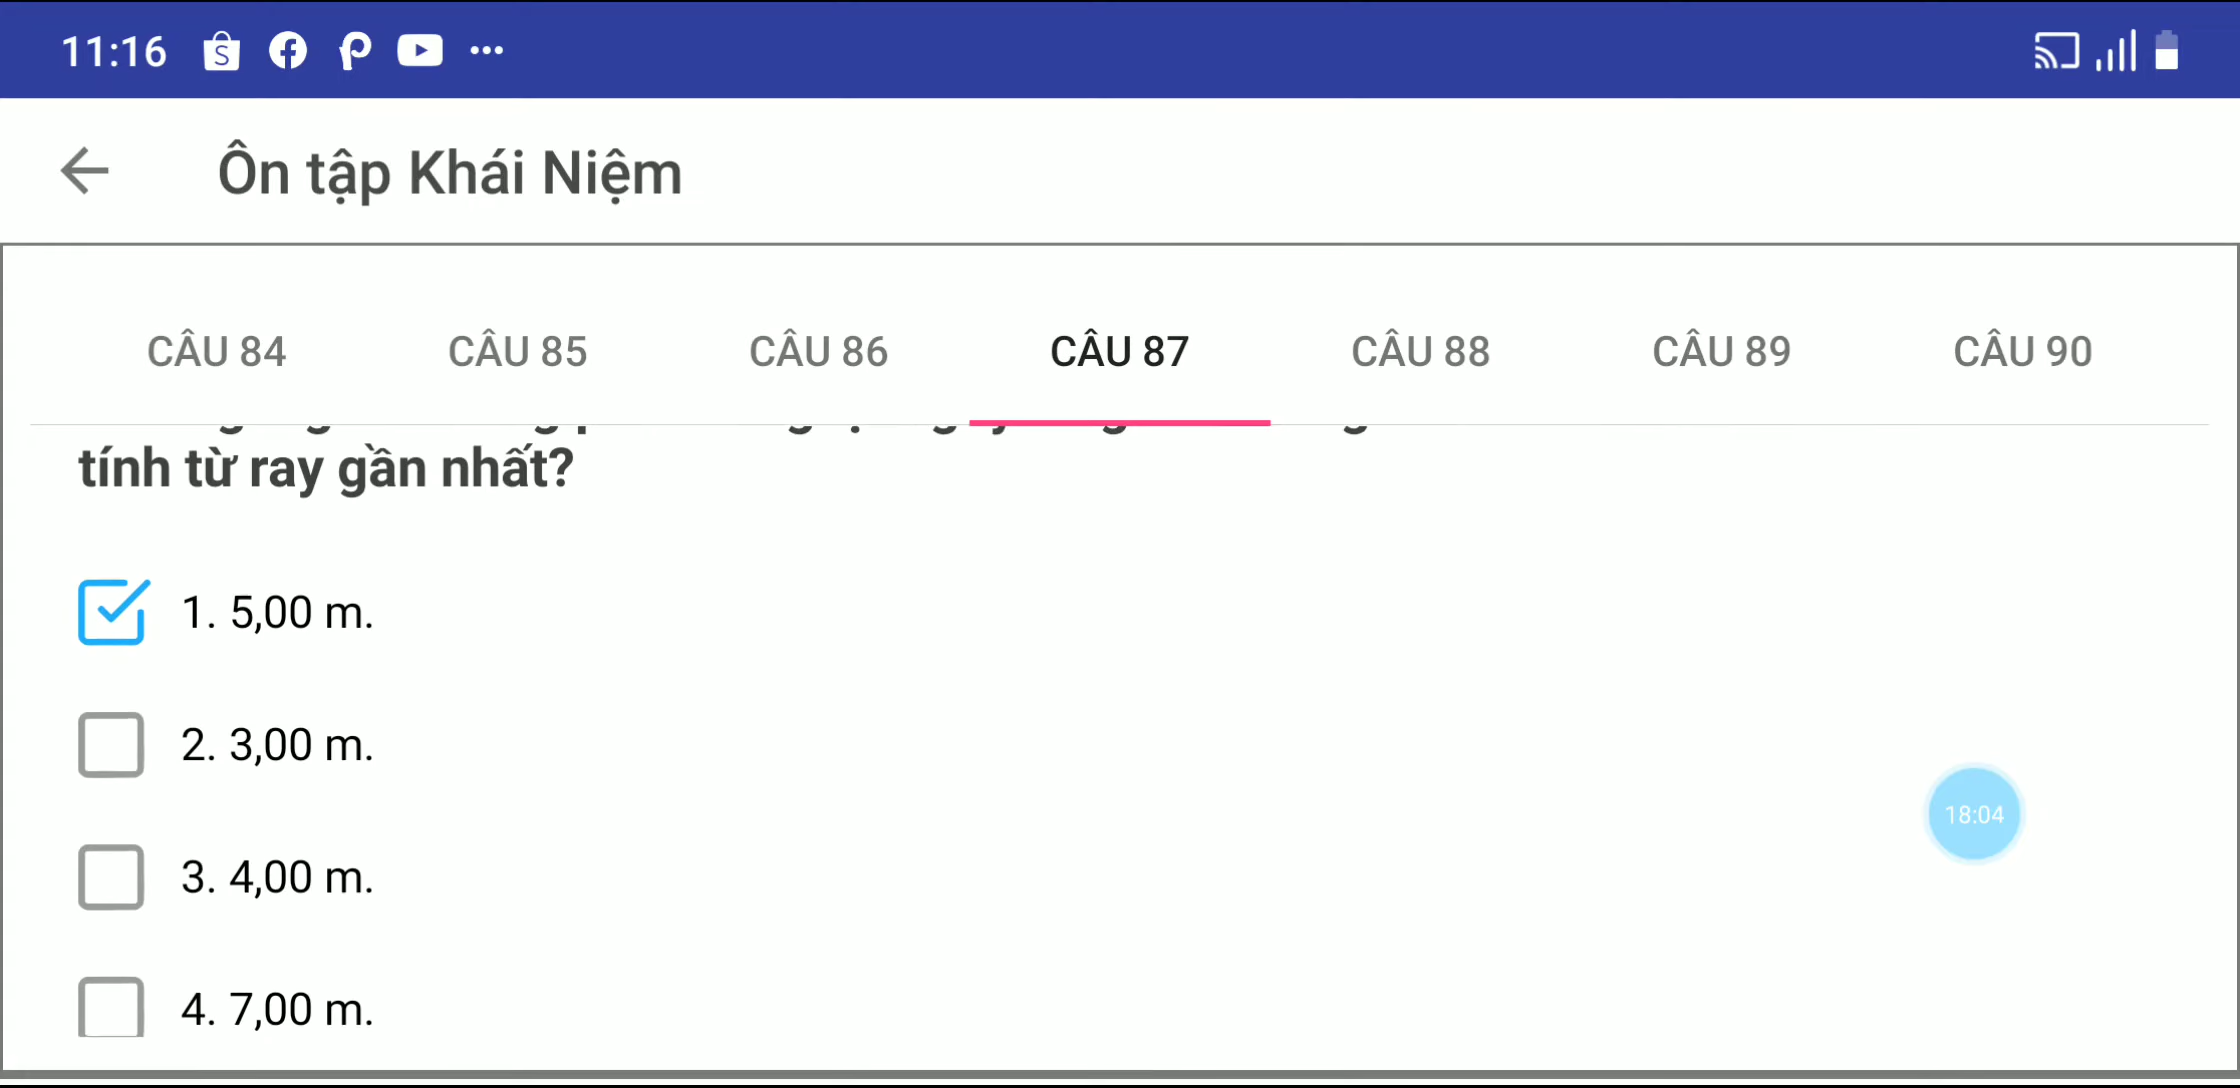 11:16
Ôn tập Khái Niệm
CÂU 84 CÂU 85 CÂU 86 CÂU 87 CÂU 88 CÂU 89 CÂU 90
tính từ ray gần nhất?
1. 5,00 m.
2. 3,00 m.
3. 4,00 m.
4. 7,00 m.
18:04